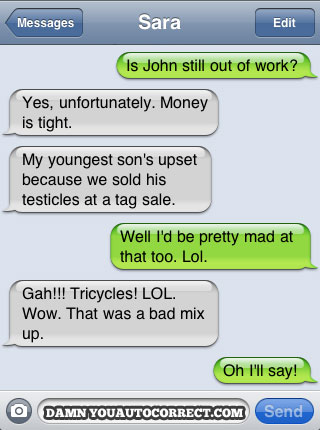 Messages
Sara
Edit
Is John still out of work?
Yes, unfortunately. Money
is tight.
My youngest son's upset
because we sold his
testicles at a tag sale.
Well I'd be pretty mad at
that too. Lol.
Gah!!! Tricycles! LOL.
Wow. That was a bad mix
up.
Oh I'll say!
DAMNYOUAUTOCORRECT.COM
Send